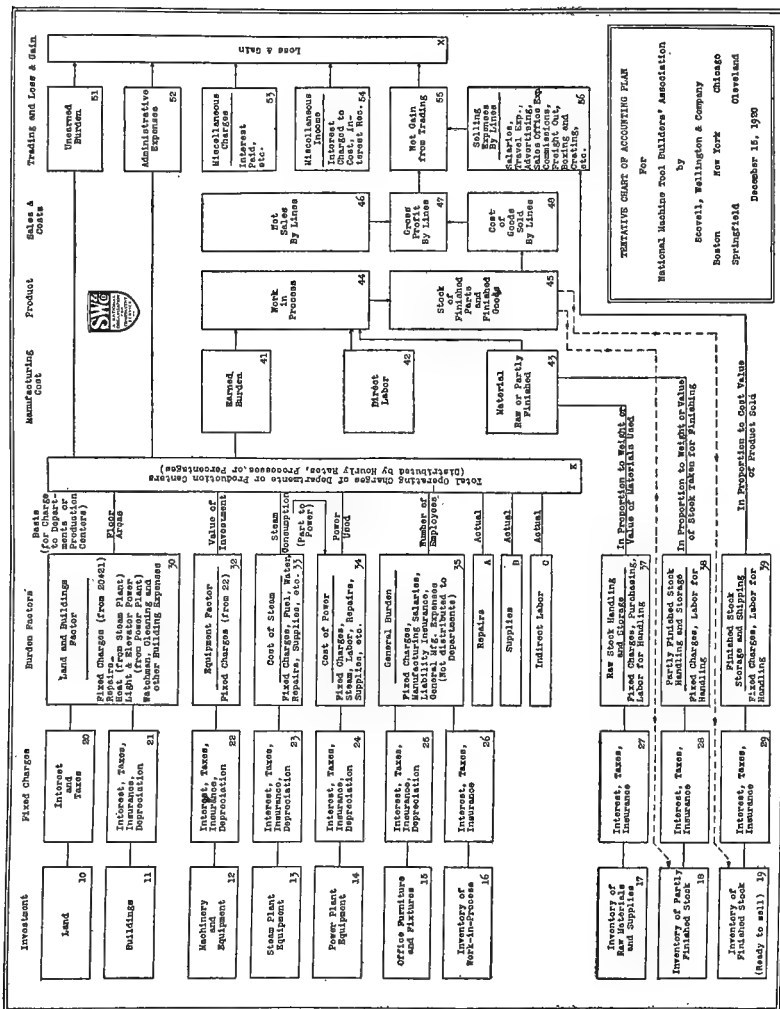 TENTATIVE CHART OF ACCOUNTING PLAN
For
National Machine Tool Builders' Association
by
Scovell, Wellington & Company
Boston New York Chicago
Springfield Cleveland
December 15, 1920
Investment
Land
10
Buildings
11
Machinery
and
Equipment
12
Steam Plant
Equipment
13
Power Plant
Equipment
14
Office Furniture
and Fixtures
15
Inventory of
Work-in-Process
16
Inventory of
Raw Materials
and Supplies
17
Inventory of Partly
Finished Stock
18
Inventory of
Finished Stock
(Ready to sell) 19
Fixed Charges
Interest
and
Taxes
20
Interest, Taxes,
Insurance,
Depreciation
21
Interest, Taxes,
Insurance,
Depreciation
22
Interest, Taxes,
Insurance,
Depreciation
23
Interest, Taxes,
Insurance,
Depreciation
24
Interest, Taxes,
Insurance,
Depreciation
25
Interest, Taxes,
Insurance
26
Interest, Taxes,
Insurance
27
Interest, Taxes,
Insurance
28
Interest, Taxes,
Insurance
29
Burden Factors
Land and Buildings
Factor
Fixed Charges (from 20&21)
Repairs,
Heat (from Steam Plant)
Light & Elevator Power
(from Power Plant)
Watchman, Cleaning and
other Building Expenses
30
Equipment Factor
Fixed Charges (from 22)
32
Cost of Steam
Fixed Charges, Fuel, Water,
Repairs, Supplies, etc. 33
Cost of Power
Fixed Charges,
Steam, Labor, Repairs,
Supplies, etc.
34
General Burden
Fixed Charges,
Manufacturing Salaries,
Liability Insurance,
General Mfg. Expenses
(Not distributed to
Departments)
35
Repairs A
Supplies B
Indirect Labor C
Raw Stock Handling
and Storage
Fixed Charges, Purchasing,
Labor for Handling 37
Partly Finished Stock
Handling and Storage
Fixed Charges, Labor for
Handling 38
Finished Stock
Storage and Shipping
Fixed Charges, Labor for
Handling 39
Basis
(for Charge
to Depart-
ments or
Production
Centers)
Floor
Areas
Value of
Investment
Steam
Consumption
(Part to
Power)
Power
Used
Number of
Employees
Actual
Actual
Actual
In Proportion to Weight or
Value of Materials Used
In Proportion to Weight or Value
of Stock Taken for Finishing
In Proportion to Cost Value
of Product Sold
Total Operating Charges of Departments or Production Centers
(Distributed by Hourly Rates, Processes, or Percentages)
Manufacturing
Cost
Earned
Burden
41
Direct
Labor
42
Material
Raw or Partly
Finished
43
Product
SW&CO
Work
in
Process
44
Stock
of
Finished
Parts
and
Finished
Goods
45
Sales &
Costs
Net
Sales
By Lines
46
Gross
Profit
By Lines
47
Cost
of
Goods
Sold
By Lines
48
Trading and Loss & Gain
Unearned
Burden
51
Administrative
Expenses
52
Miscellaneous
Charges
Interest
Paid,
etc.
53
Miscellaneous
Income
Interest
Charged to
Cost, In-
terest Rec. 54
Net Gain
from Trading
55
Selling
Expenses
By Lines
Salaries,
Travel Exp.,
Advertising,
Sales Office Exp
Commissions,
Freight Out,
Boxing and
Crating,
etc.
56
Loss & Gain
X